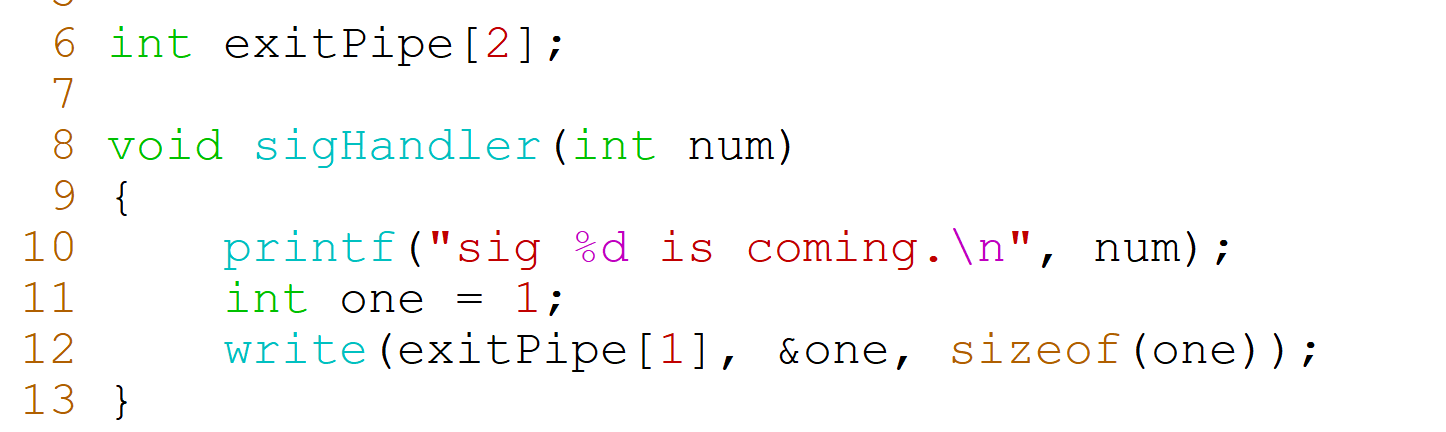 6 int exitPipe[2];
7
8 void sigHandler(int num)
9 {
10     printf("sig %d is coming.\n", num);
11     int one = 1;
12     write(exitPipe[1], &one, sizeof(one));
13 }